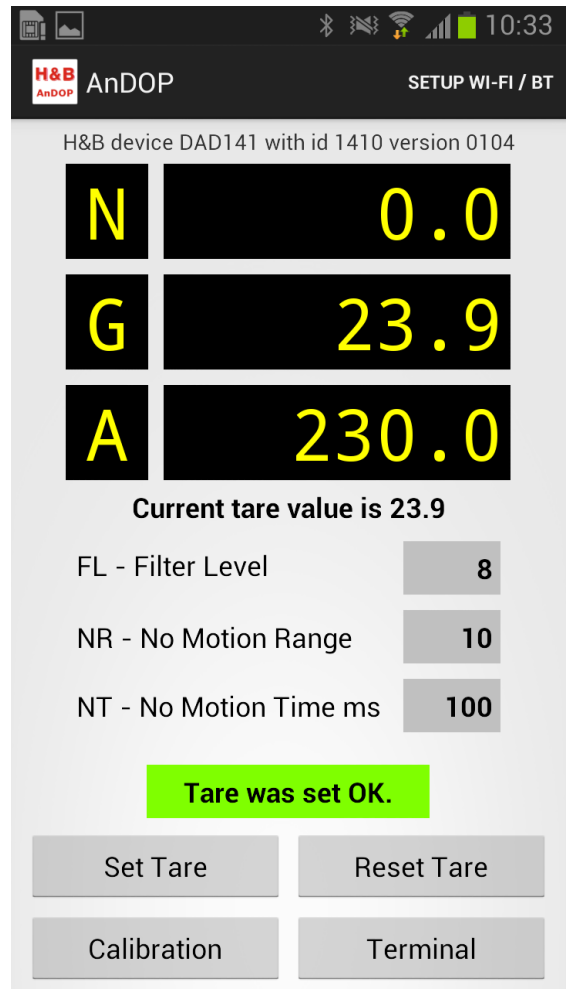 10:33
H&B AnDOP AnDOP SETUP WI-FI / BT
H&B device DAD141 with id 1410 version 0104
N 0.0
G 23.9
A 230.0
Current tare value is 23.9
FL - Filter Level 8
NR - No Motion Range 10
NT - No Motion Time ms 100
Tare was set OK.
Set Tare Reset Tare
Calibration Terminal